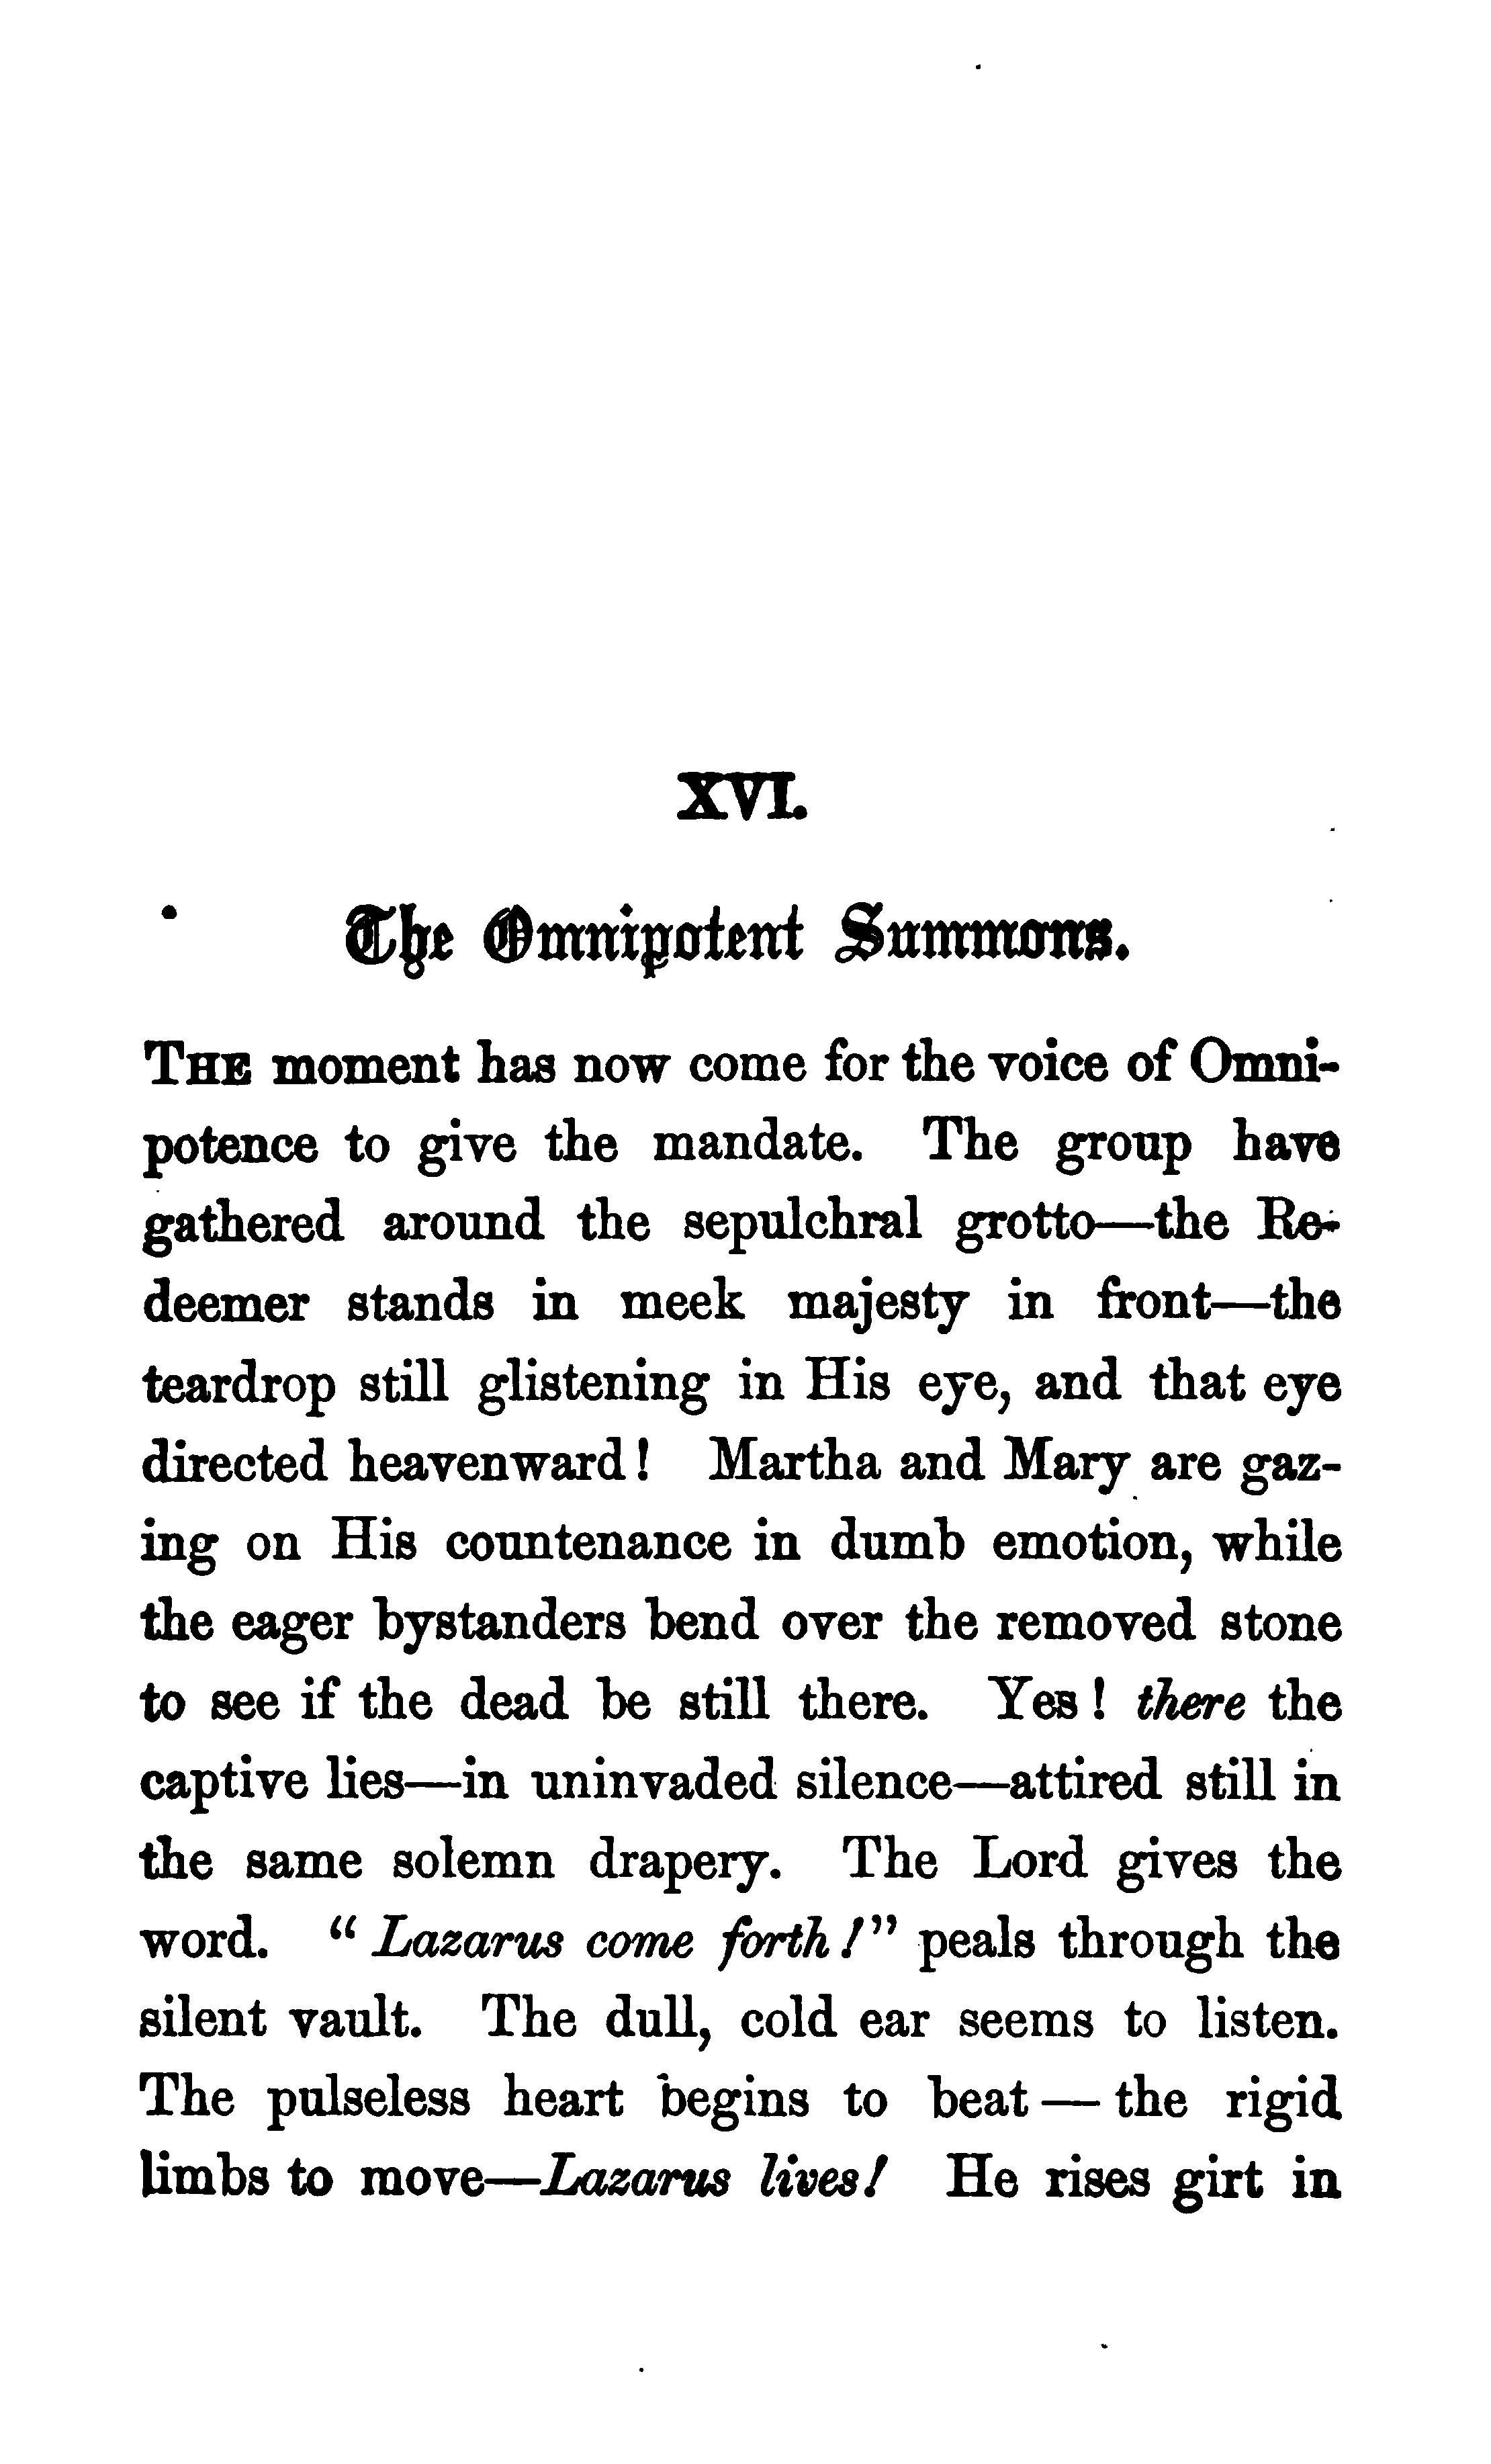 XVI.
The Omnipotent Summons.
THE moment has now come for the voice of Omni-
potence to give the mandate. The group have
gathered around the sepulchral grotto—the Re-
deemer stands in meek majesty in front—the
teardrop still glistening in His eye, and that eye
directed heavenward! Martha and Mary are gaz-
ing on His countenance in dumb emotion, while
the eager bystanders bend over the removed stone
to see if the dead be still there. Yes! there the
captive lies—in uninvaded silence—attired still in
the same solemn drapery. The Lord gives the
word. "Lazarus come forth!" peals through the
silent vault. The dull, cold ear seems to listen.
The pulseless heart begins to beat — the rigid
limbs to move—Lazarus lives! He rises girt in